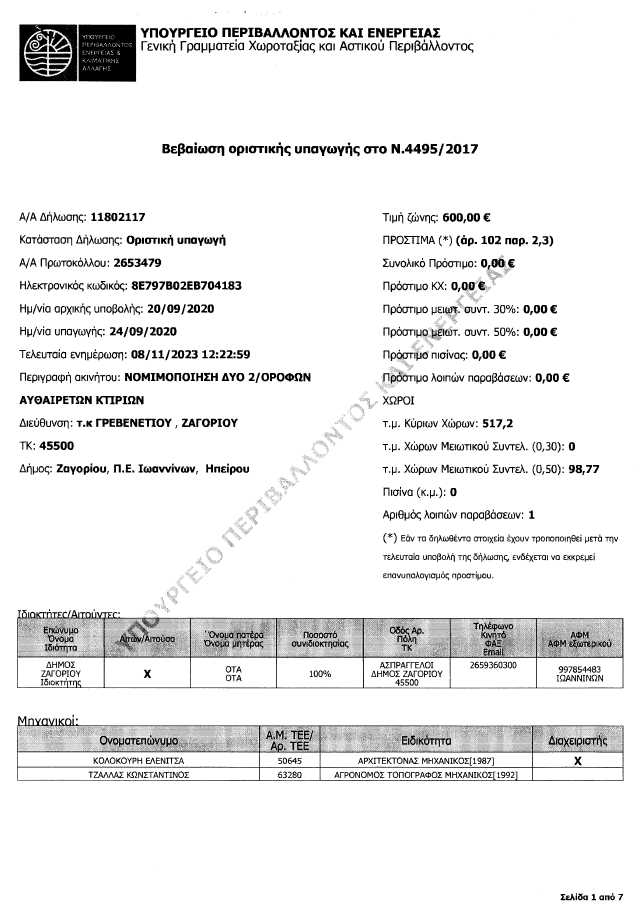 ΥΠΟΥΡΓΕΙΟ
ΠΕΡΙΒΑΛΛΟΝΤΟΣ
ΕΝΕΡΓΕΙΑΣ &
ΚΛΙΜΑΤΙΚΗΣ
ΑΛΛΑΓΗΣ
ΥΠΟΥΡΓΕΙΟ ΠΕΡΙΒΑΛΛΟΝΤΟΣ ΚΑΙ ΕΝΕΡΓΕΙΑΣ
Γενική Γραμματεία Χωροταξίας και Αστικού Περιβάλλοντος
Βεβαίωση οριστικής υπαγωγής στο Ν.4495/2017
Α/Α Δήλωσης: 11802117
Κατάσταση Δήλωσης: Οριστική υπαγωγή
Α/Α Πρωτοκάλου: 2653479
Ηλεκτρονικός κωδικός: 8E797B02EB704183
Ημ/νία αρχικής υποβολής: 20/09/2020
Ημ/νία υπαγωγής: 24/09/2020
Τελευταία ενημέρωση: 08/11/2023 12:22:59
Περιγραφή ακινήτου: ΝΟΜΙΜΟΠΟΙΗΣΗ ΔΥΟ 2/ΟΡΟΦΩΝ
ΑΥΘΑΙΡΕΤΩΝ ΚΤΙΡΙΩΝ
Διεύθυνση: τ.κ ΓΡΕΒΕΝΕΤΙΟΥ , ΖΑΓΟΡΙΟΥ
ΤΚ: 45500
Δήμος: Ζαγορίου, Π.Ε. Ιωαννίνων, Ηπείρου
Τιμή ζώνης: 600,00 €
ΠΡΟΣΤΙΜΑ (*) (άρ. 102 παρ. 2,3)
Συνολικό Πρόστιμο: 0,00 €
Πρόστιμο ΚΧ: 0,00 €
Πρόστιμο μειωτ. συντ. 30%: 0,00 €
Πρόστιμο μειωτ. συντ. 50%: 0,00 €
Πρόστιμο πισίνας: 0,00 €
Πρόστιμο λοιπών παραβάσεων: 0,00 €
ΧΩΡΟΙ
τ.μ. Κύριων Χώρων: 517,2
τ.μ. Χώρων Μειωτικού Συντελ. (0,30): 0
τ.μ. Χώρων Μειωτικού Συντελ. (0,50): 98,77
Πισίνα (κ.μ.): 0
Αριθμός λοιπών παραβάσεων: 1
(*) Εάν τα δηλωθέντα στοιχεία έχουν τροποποιηθεί μετά την
τελευταία υποβολή της δήλωσης, ενδέχεται να εκκρεμεί
επανυπολογισμός προστίμου.
ΥΠΟΥΡΓΕΙΟ ΠΕΡΙΒΑΛΛΟΝΤΟΣ ΚΑΙ ΕΝΕΡΓΕΙΑΣ
Ιδιοκτήτες/Αιτούντες:
Επώνυμο Όνομα Ιδιότητα | Αιτών/Αιτούσα | Όνομα πατέρα Όνομα μητέρας | Ποσοστό συνιδιοκτησίας | Οδός Αρ. Πόλη ΤΚ | Τηλέφωνο Κινητό ΦΑΞ Email | ΑΦΜ ΑΦΜ εξωτερικού
ΔΗΜΟΣ ΖΑΓΟΡΙΟΥ Ιδιοκτήτης | X | ΟΤΑ ΟΤΑ | 100% | ΑΣΠΡΑΓΓΕΛΟΙ ΔΗΜΟΣ ΖΑΓΟΡΙΟΥ 45500 | 2659360300 | 997854483 ΙΩΑΝΝΙΝΩΝ
Μηχανικοί:
Ονοματεπώνυμο | Α.Μ. ΤΕΕ/ Αρ. ΤΕΕ | Ειδικότητα | Διαχειριστής
ΚΟΛΟΚΟΥΡΗ ΕΛΕΝΙΤΣΑ | 50645 | ΑΡΧΙΤΕΚΤΟΝΑΣ ΜΗΧΑΝΙΚΟΣ[1987] | X
ΤΖΑΛΛΑΣ ΚΩΝΣΤΑΝΤΙΝΟΣ | 63280 | ΑΓΡΟΝΟΜΟΣ ΤΟΠΟΓΡΑΦΟΣ ΜΗΧΑΝΙΚΟΣ[1992]
Σελίδα 1 από 7